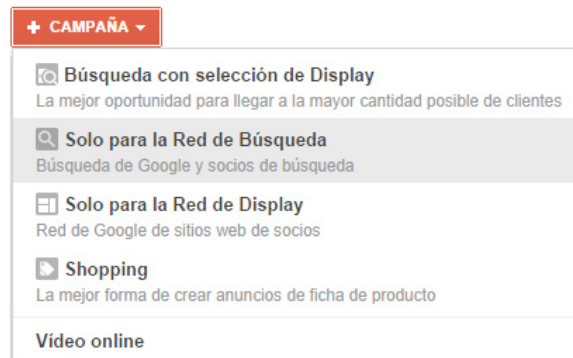 + CAMPAÑA
Búsqueda con selección de Display
La mejor oportunidad para llegar a la mayor cantidad posible de clientes
Solo para la Red de Búsqueda
Búsqueda de Google y socios de búsqueda
Solo para la Red de Display
Red de Google de sitios web de socios
Shopping
La mejor forma de crear anuncios de ficha de producto
Vídeo online